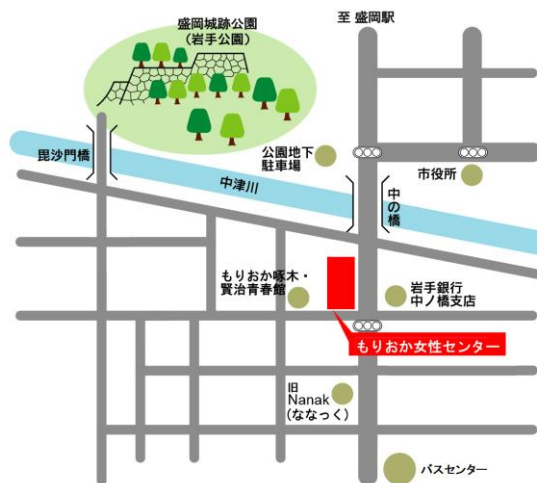 盛岡城跡公園
(岩手公園)
至 盛岡駅
毘沙門橋
公園地下
駐車場
中津川
中の橋
市役所
もりおか啄木・
賢治青春館
岩手銀行
中ノ橋支店
もりおか女性センター
旧
Nanak
(ななっく)
バスセンター